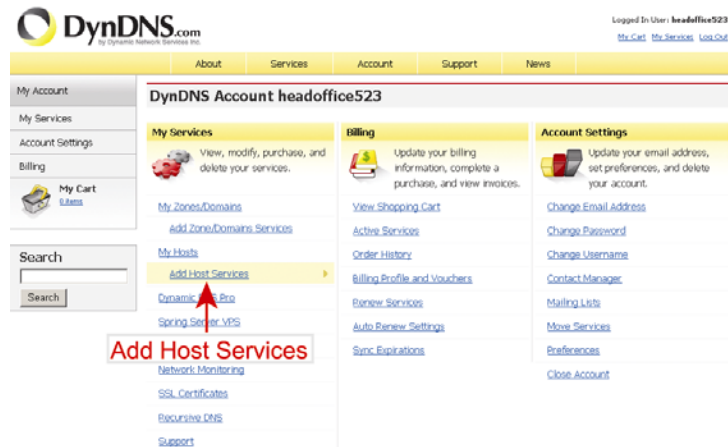 DynDNS.com
by Dynamic Network Services Inc.
Logged In User: headoffice523
My Cart My Services Log Out
About Services Account Support News
My Account
My Services
Account Settings
Billing
My Cart
0 items
Search
Search
DynDNS Account headoffice523
My Services
View, modify, purchase, and
delete your services.
My Zones/Domains
Add Zone/Domains Services
My Hosts
Add Host Services
Dynamic Pro
Spring Server VPS
Add Host Services
Network Monitoring
SSL Certificates
Recursive DNS
Support
Billing
Update your billing
information, complete a
purchase, and view invoices.
View Shopping Cart
Active Services
Order History
Billing Profile and Vouchers
Renew Services
Auto Renew Settings
Sync Expirations
Account Settings
Update your email address,
set preferences, and delete
your account.
Change Email Address
Change Password
Change Username
Contact Manager
Mailing Lists
Move Services
Preferences
Close Account